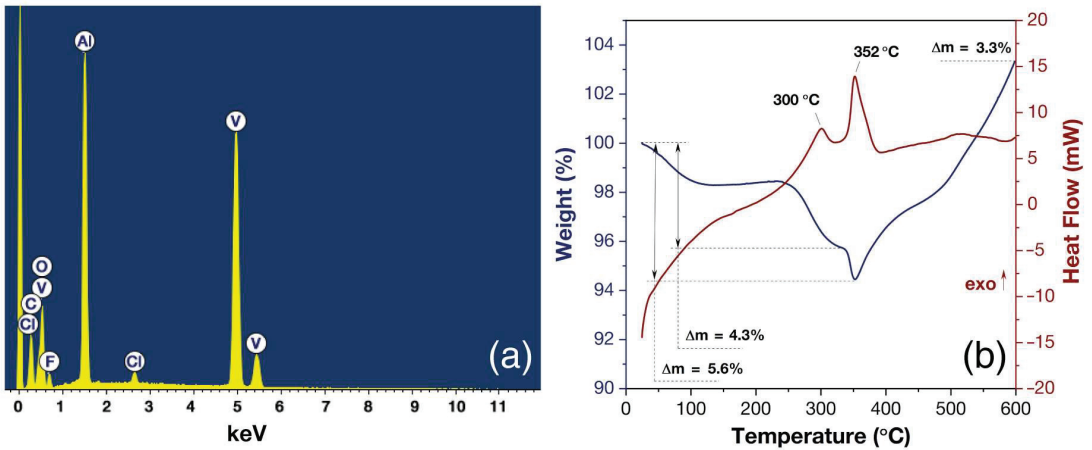 Al
V
O
V
C
Cl
F
Cl
V
(a)
0 1 2 3 4 5 6 7 8 9 10 11
keV
104
102
100
98
96
94
92
90
Weight (%)
352 °C
300 °C
Δm = 3.3%
Δm = 4.3%
Δm = 5.6%
exo
(b)
0 100 200 300 400 500 600
Temperature (°C)
20
15
10
5
0
−5
−10
−15
−20
Heat Flow (mW)